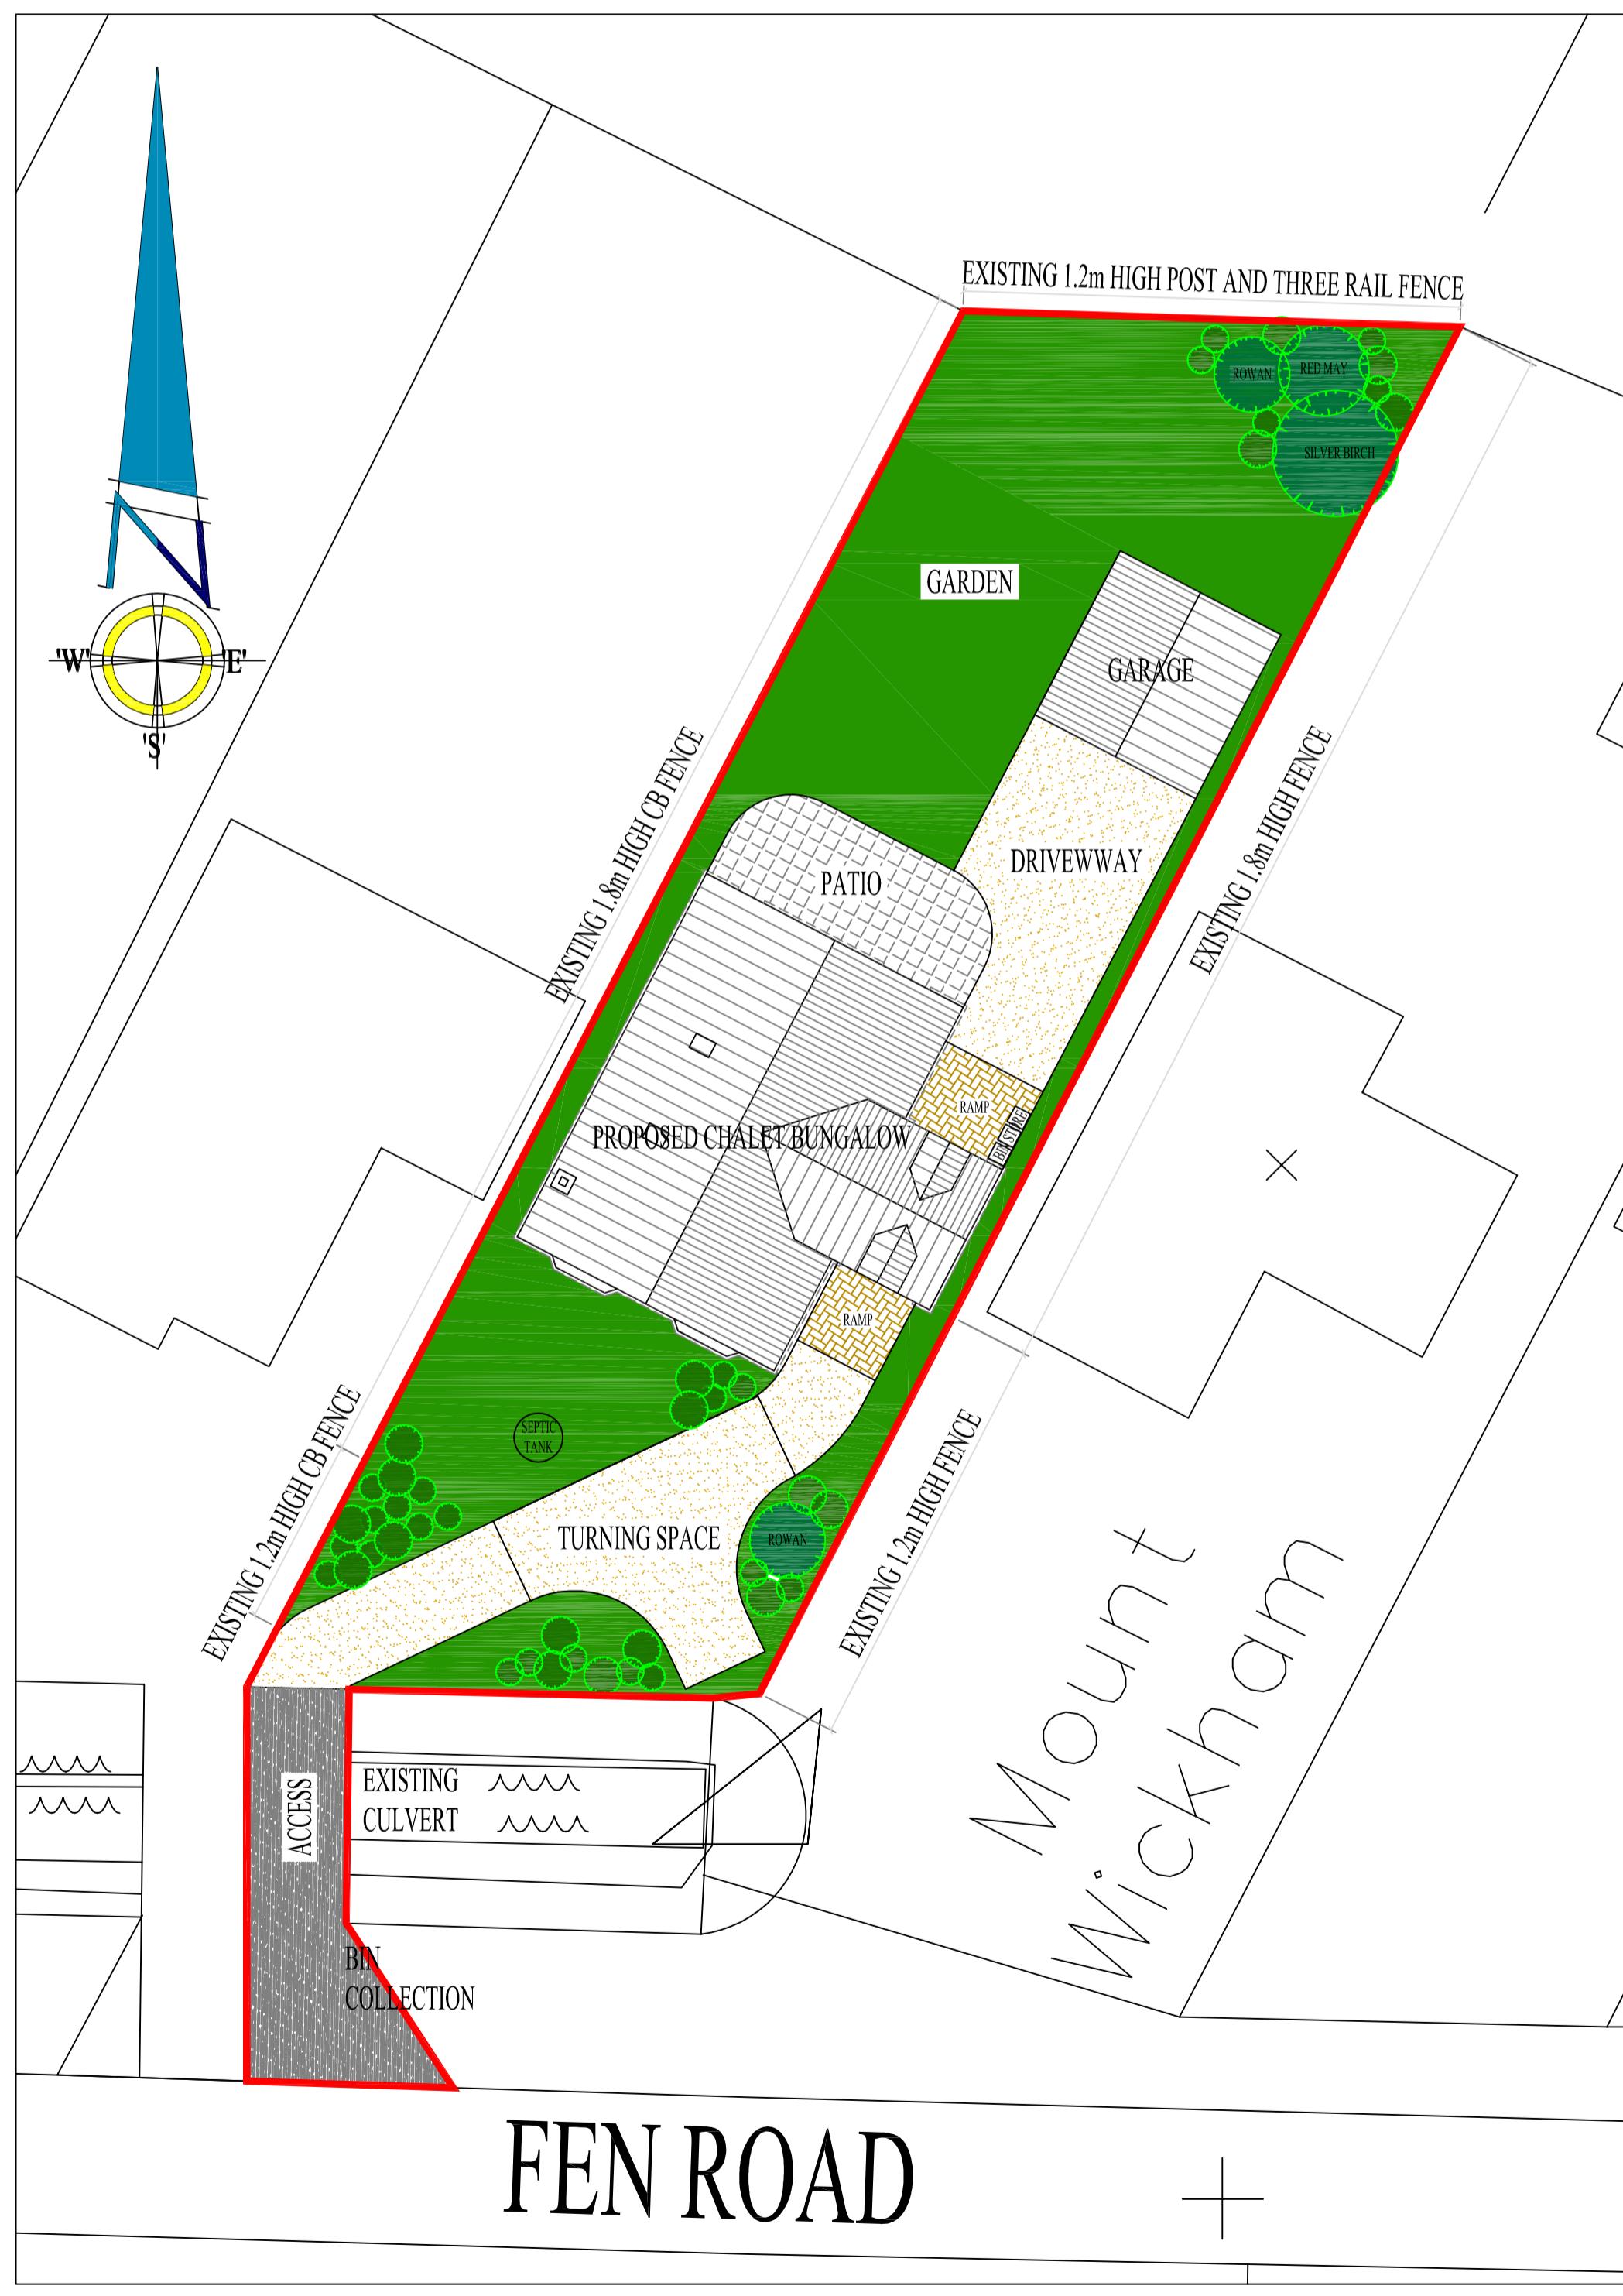 EXISTING 1.2m HIGH POST AND THREE RAIL FENCE
ROWAN
RED MAY
SILVER BIRCH
N
GARDEN
'W'
'E'
'S'
GARAGE
EXISTING 1.8m HIGH CB FENCE
EXISTING 1.8m HIGH FENCE
DRIVEWWAY
PATIO
RAMP
BIN STORE
PROPOSED CHALET BUNGALOW
RAMP
SEPTIC
TANK
EXISTING 1.2m HIGH CB FENCE
EXISTING 1.2m HIGH FENCE
TURNING SPACE
ROWAN
Mount
Wickham
ACCESS
EXISTING
CULVERT
BIN
COLLECTION
FEN ROAD